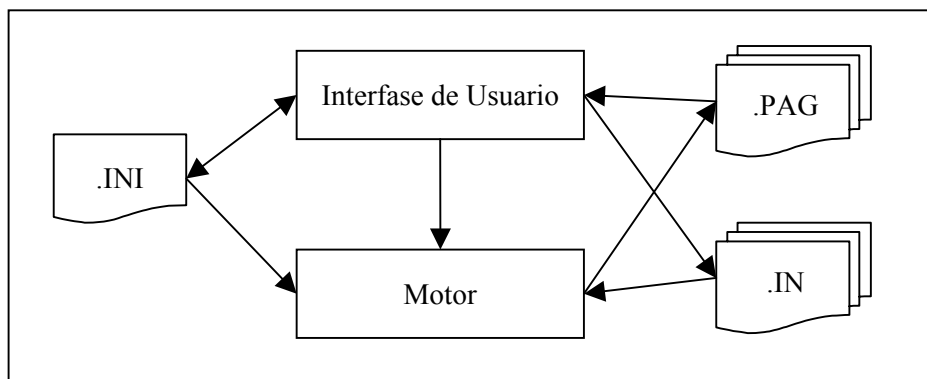 Interfase de Usuario
.PAG
.INI
Motor
.IN